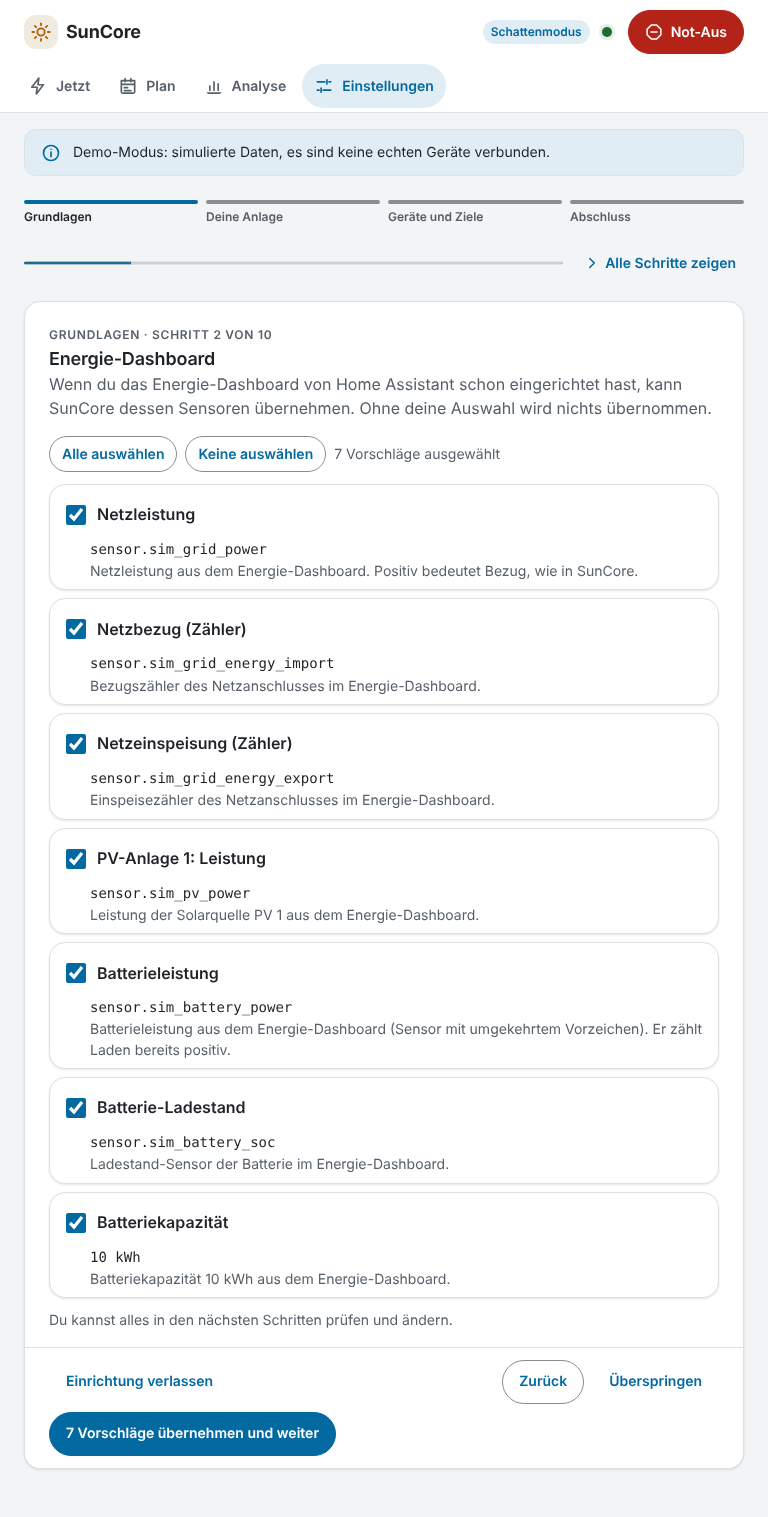 SunCore
Schattenmodus
Not-Aus
Jetzt
Plan
Analyse
Einstellungen
Demo-Modus: simulierte Daten, es sind keine echten Geräte verbunden.
Grundlagen
Deine Anlage
Geräte und Ziele
Abschluss
Alle Schritte zeigen
GRUNDLAGEN · SCHRITT 2 VON 10
Energie-Dashboard
Wenn du das Energie-Dashboard von Home Assistant schon eingerichtet hast, kann
SunCore dessen Sensoren übernehmen. Ohne deine Auswahl wird nichts übernommen.
Alle auswählen
Keine auswählen
7 Vorschläge ausgewählt
Netzleistung
sensor.sim_grid_power
Netzleistung aus dem Energie-Dashboard. Positiv bedeutet Bezug, wie in SunCore.
Netzbezug (Zähler)
sensor.sim_grid_energy_import
Bezugszähler des Netzanschlusses im Energie-Dashboard.
Netzeinspeisung (Zähler)
sensor.sim_grid_energy_export
Einspeisezähler des Netzanschlusses im Energie-Dashboard.
PV-Anlage 1: Leistung
sensor.sim_pv_power
Leistung der Solarquelle PV 1 aus dem Energie-Dashboard.
Batterieleistung
sensor.sim_battery_power
Batterieleistung aus dem Energie-Dashboard (Sensor mit umgekehrtem Vorzeichen). Er zählt
Laden bereits positiv.
Batterie-Ladestand
sensor.sim_battery_soc
Ladestand-Sensor der Batterie im Energie-Dashboard.
Batteriekapazität
10 kWh
Batteriekapazität 10 kWh aus dem Energie-Dashboard.
Du kannst alles in den nächsten Schritten prüfen und ändern.
Einrichtung verlassen
Zurück
Überspringen
7 Vorschläge übernehmen und weiter